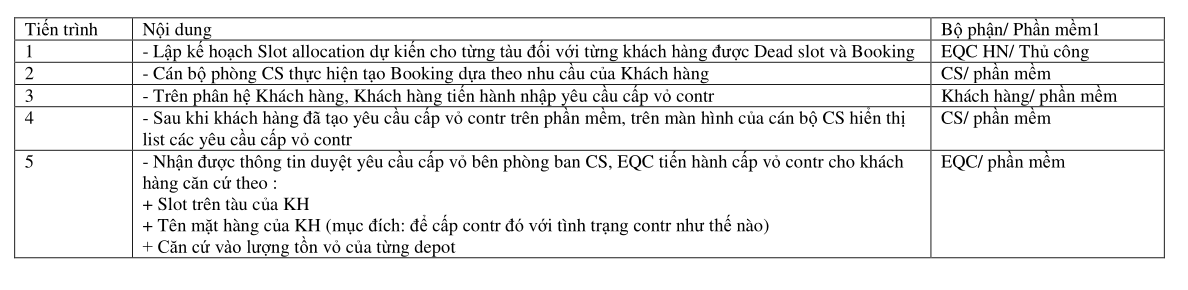 Tiến trình Nội dung Bộ phận/ Phần mềm1
1 - Lập kế hoạch Slot allocation dự kiến cho từng tàu đối với từng khách hàng được Dead slot và Booking EQC HN/ Thủ công
2 - Cán bộ phòng CS thực hiện tạo Booking dựa theo nhu cầu của Khách hàng CS/ phần mềm
3 - Trên phân hệ Khách hàng, Khách hàng tiến hành nhập yêu cầu cấp vỏ contr Khách hàng/ phần mềm
4 - Sau khi khách hàng đã tạo yêu cầu cấp vỏ contr trên phần mềm, trên màn hình của cán bộ CS hiển thị CS/ phần mềm
list các yêu cầu cấp vỏ contr
5 - Nhận được thông tin duyệt yêu cầu cấp vỏ bên phòng ban CS, EQC tiến hành cấp vỏ contr cho khách EQC/ phần mềm
hàng căn cứ theo :
+ Slot trên tàu của KH
+ Tên mặt hàng của KH (mục đích: để cấp contr đó với tình trạng contr như thế nào)
+ Căn cứ vào lượng tồn vỏ của từng depot